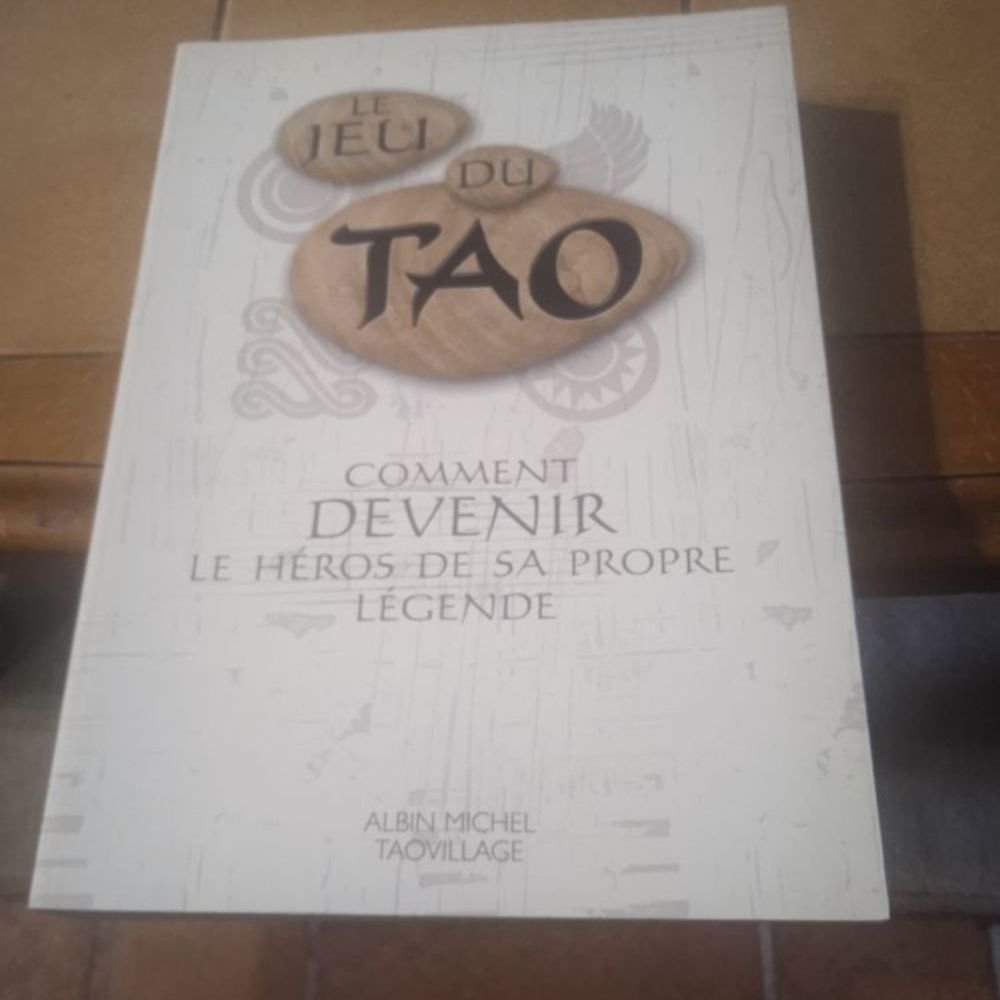 LE
JEU
DU
TAO
COMMENT
DEVENIR
LE HÉROS DE SA PROPRE
LÉGENDE
ALBIN MICHEL
TAOVILLAGE